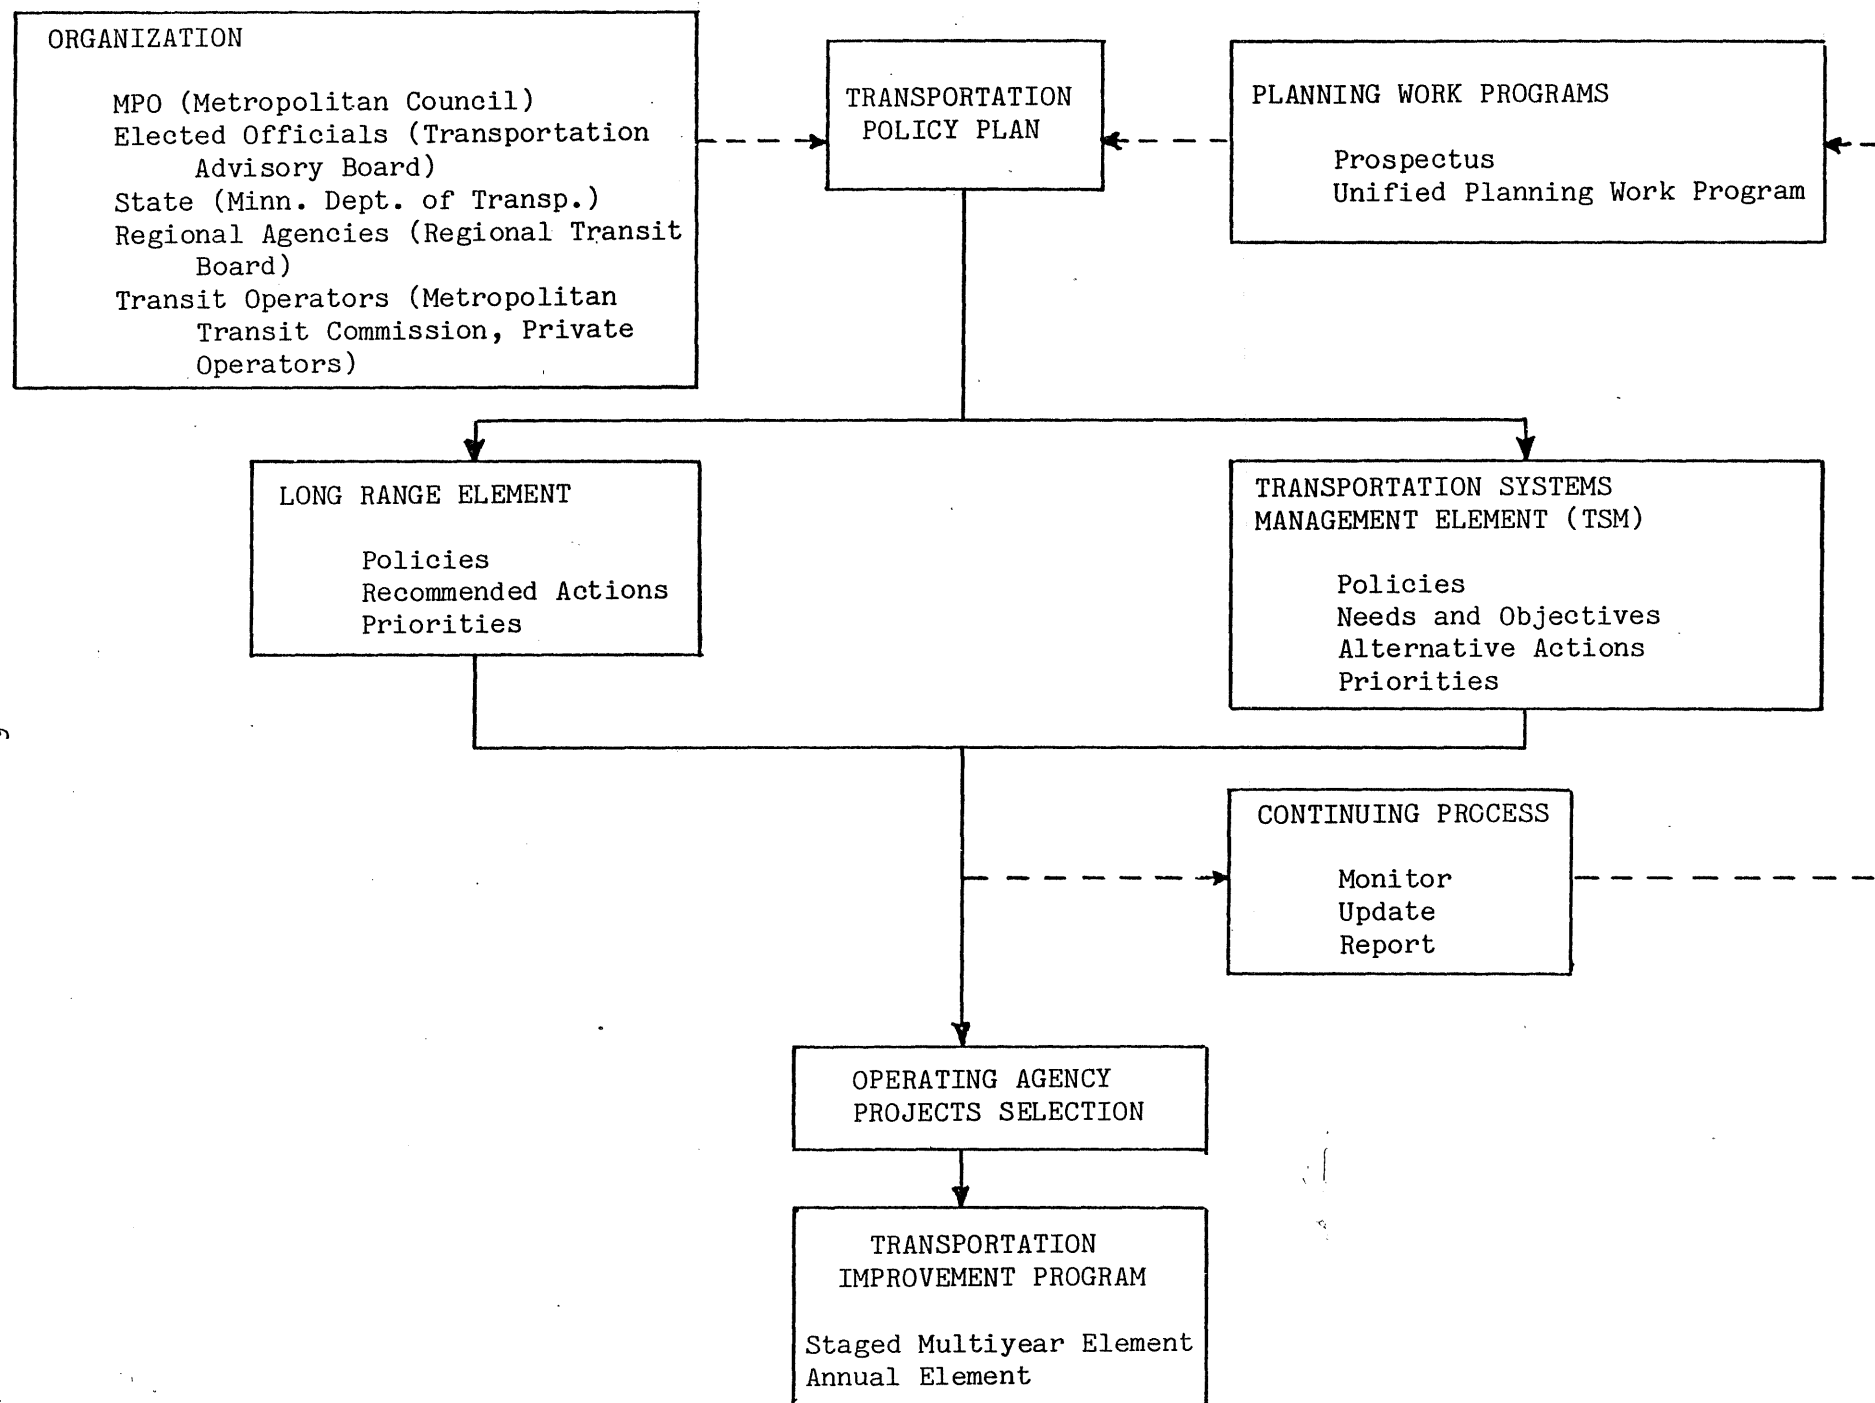 ORGANIZATION
MPO (Metropolitan Council)
Elected Officials (Transportation
Advisory Board)
State (Minn. Dept. of Transp.)
Regional Agencies (Regional Transit
Board)
Transit Operators (Metropolitan
Transit Commission, Private
Operators)
TRANSPORTATION
POLICY PLAN
PLANNING WORK PROGRAMS
Prospectus
Unified Planning Work Program
LONG RANGE ELEMENT
Policies
Recommended Actions
Priorities
TRANSPORTATION SYSTEMS
MANAGEMENT ELEMENT (TSM)
Policies
Needs and Objectives
Alternative Actions
Priorities
CONTINUING PROCESS
Monitor
Update
Report
OPERATING AGENCY
PROJECTS SELECTION
TRANSPORTATION
IMPROVEMENT PROGRAM
Staged Multiyear Element
Annual Element